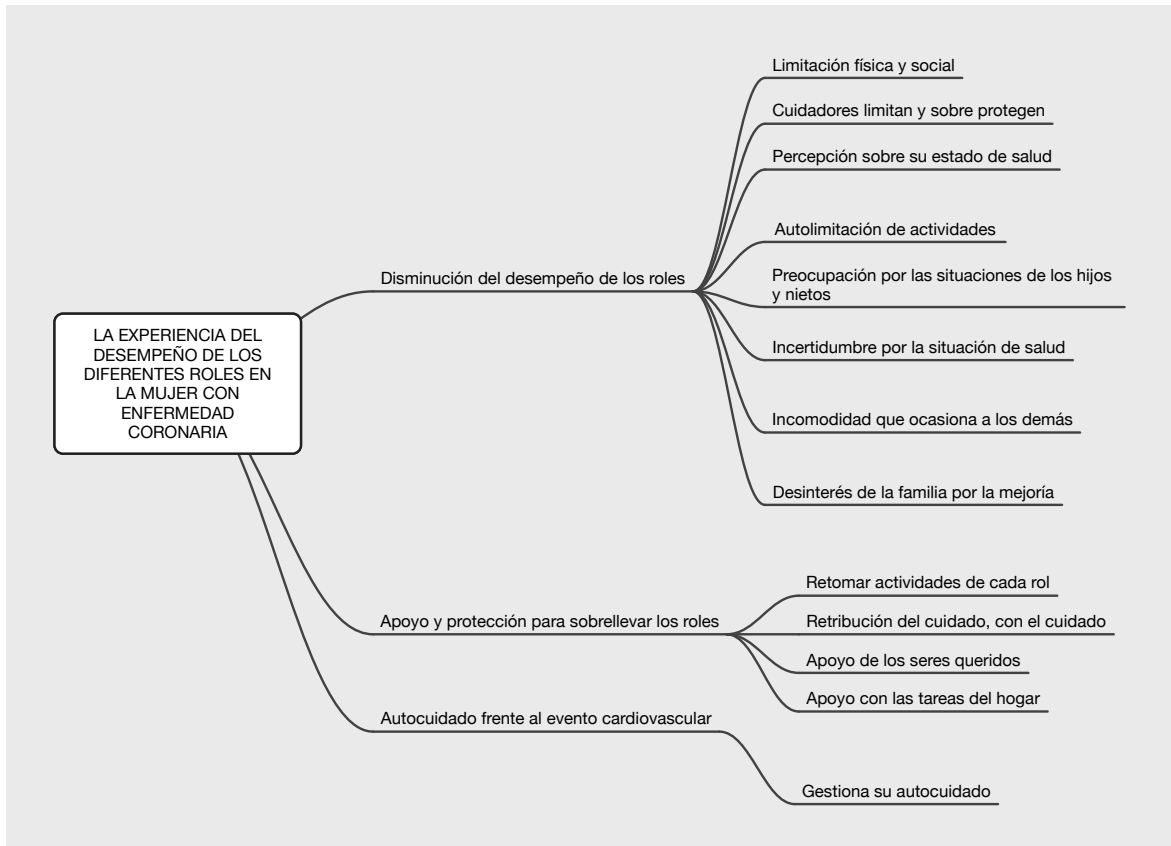 LA EXPERIENCIA DEL
DESEMPEÑO DE LOS
DIFERENTES ROLES EN
LA MUJER CON
ENFERMEDAD
CORONARIA
Disminución del desempeño de los roles
Limitación física y social
Cuidadores limitan y sobre protegen
Percepción sobre su estado de salud
Autolimitación de actividades
Preocupación por las situaciones de los hijos
y nietos
Incertidumbre por la situación de salud
Incomodidad que ocasiona a los demás
Desinterés de la familia por la mejoría
Apoyo y protección para sobrellevar los roles
Retomar actividades de cada rol
Retribución del cuidado, con el cuidado
Apoyo de los seres queridos
Apoyo con las tareas del hogar
Autocuidado frente al evento cardiovascular
Gestiona su autocuidado